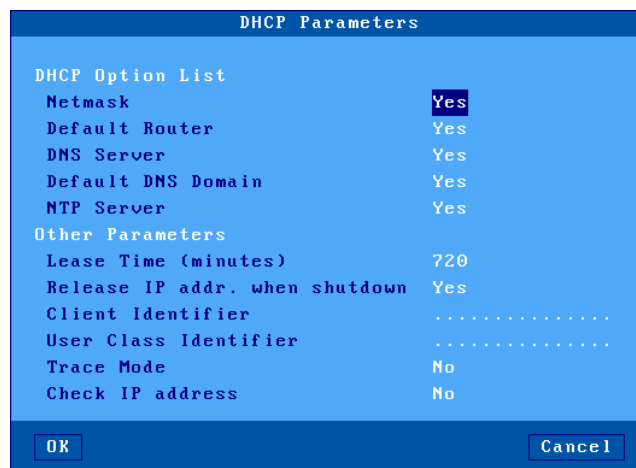 DHCP Parameters
DHCP Option List
Netmask Yes
Default Router Yes
DNS Server Yes
Default DNS Domain Yes
NTP Server Yes
Other Parameters
Lease Time (minutes) 720
Release IP addr. when shutdown Yes
Client Identifier ...............
User Class Identifier ...............
Trace Mode No
Check IP address No
OK Cancel